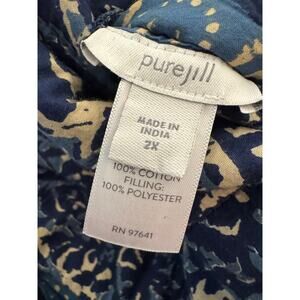 purejill
MADE IN
INDIA
2X
100% COTTON
FILLING:
100% POLYESTER
RN 97641